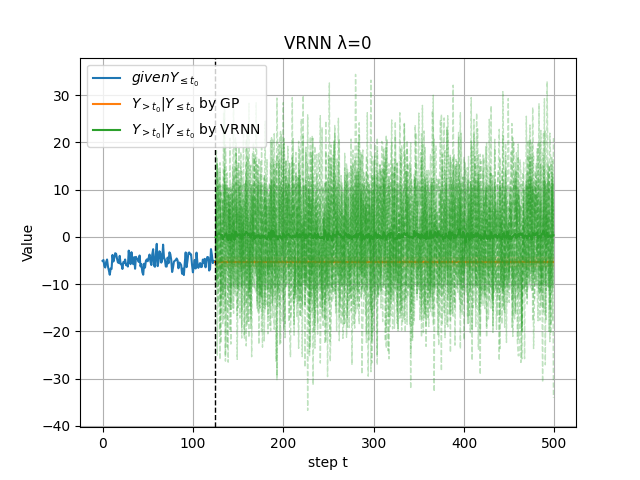 VRNN λ=0
givenY≤t₀
Y>t₀|Y≤t₀ by GP
Y>t₀|Y≤t₀ by VRNN
Value
30
20
10
0
−10
−20
−30
−40
0
100
200
300
400
500
step t